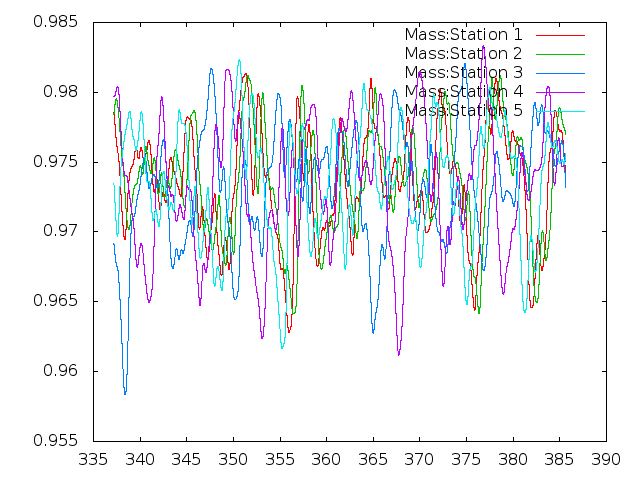 0.985
0.98
0.975
0.97
0.965
0.96
0.955
335 340 345 350 355 360 365 370 375 380 385 390
Mass:Station 1
Mass:Station 2
Mass:Station 3
Mass:Station 4
Mass:Station 5